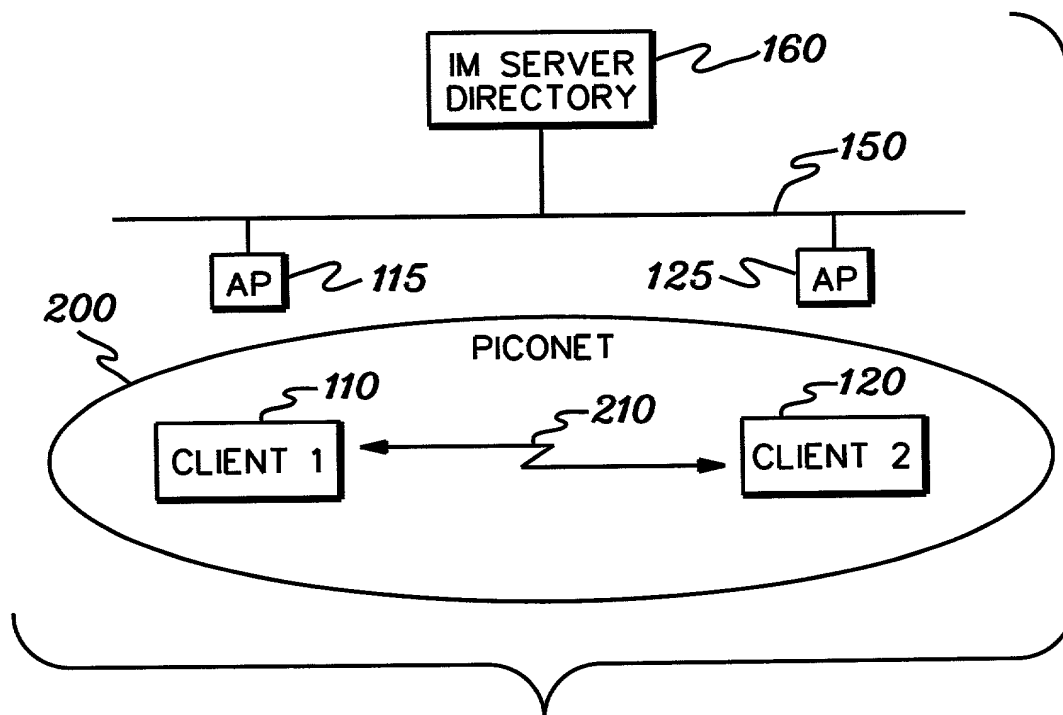 IM SERVER
DIRECTORY
160
150
AP
115
125
AP
200
PICONET
110
210
120
CLIENT 1
CLIENT 2